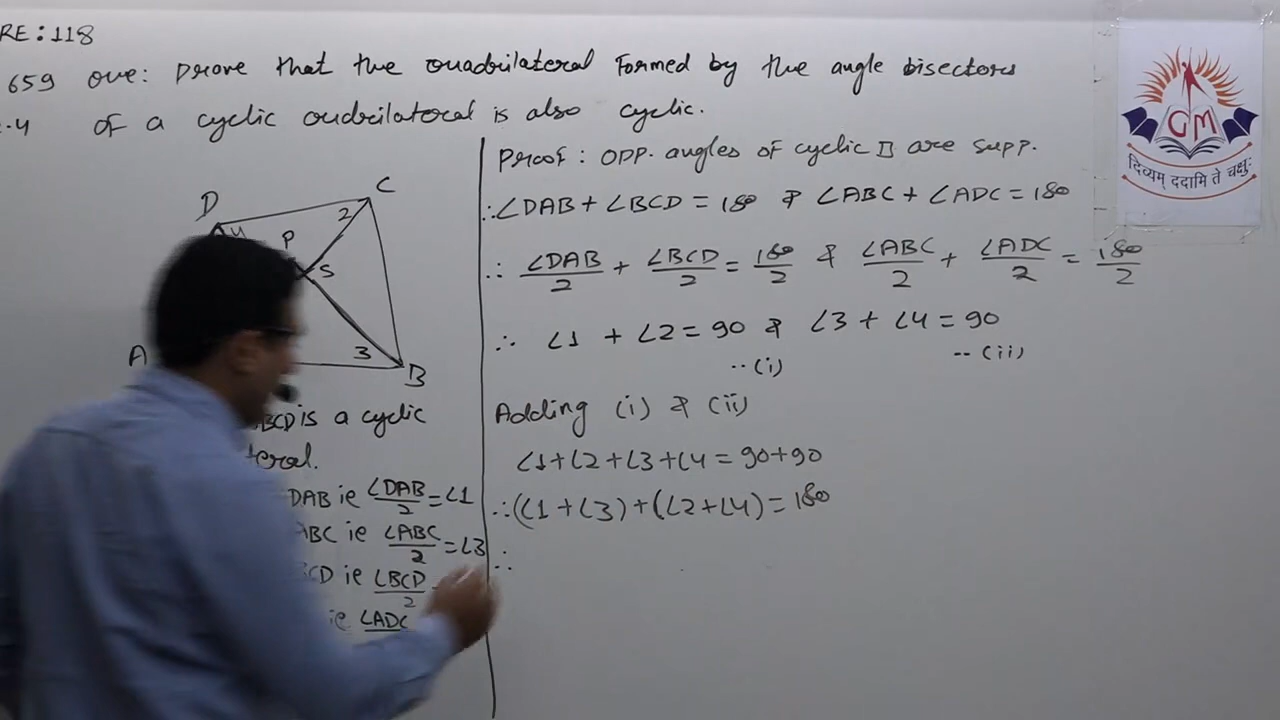 RE:118
659 ove: Prove that the quadrilateral formed by the angle bisectors
:.4 of a cyclic oudrilatoral is also cyclic.
D
C
2
4
P
S
A
3
B
BCD is a cyclic
teral.
DAB ie ∠DAB/2 = ∠1
ABC ie ∠ABC/2 = ∠3
BCD ie ∠BCD/2
ie ∠ADC
Proof: Opp. angles of cyclic □ are supp.
∴ ∠DAB + ∠BCD = 180 & ∠ABC + ∠ADC = 180
∴ ∠DAB/2 + ∠BCD/2 = 180/2 & ∠ABC/2 + ∠ADC/2 = 180/2
∴ ∠1 + ∠2 = 90 & ∠3 + ∠4 = 90
..(i) --(ii)
Adding (i) & (ii)
∠1+∠2+∠3+∠4 = 90+90
∴ (∠1+∠3)+(∠2+∠4) = 180
∴
GM
दिव्यम् ददामि ते चक्षुः